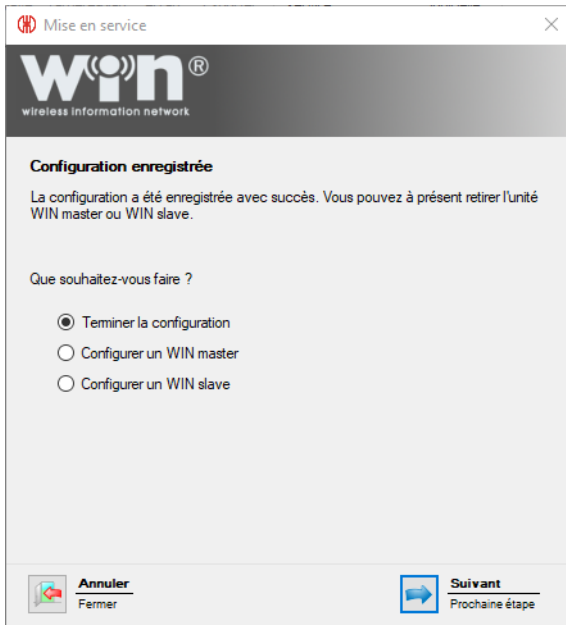 Mise en service
WIN®
wireless information network
Configuration enregistrée
La configuration a été enregistrée avec succès. Vous pouvez à présent retirer l'unité
WIN master ou WIN slave.
Que souhaitez-vous faire ?
Terminer la configuration
Configurer un WIN master
Configurer un WIN slave
Annuler
Fermer
Suivant
Prochaine étape